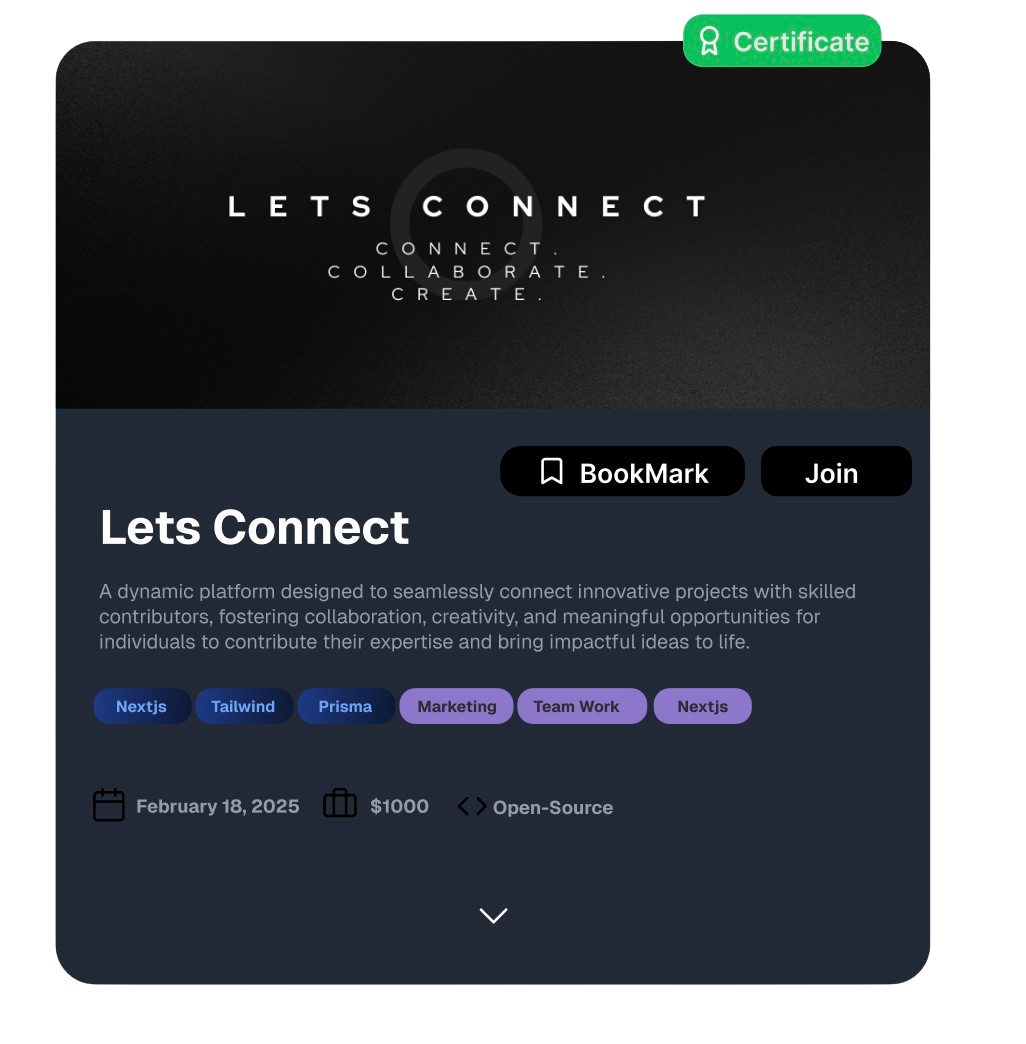 Certificate
LETS CONNECT
CONNECT.
COLLABORATE.
CREATE.
BookMark Join
Lets Connect
A dynamic platform designed to seamlessly connect innovative projects with skilled
contributors, fostering collaboration, creativity, and meaningful opportunities for
individuals to contribute their expertise and bring impactful ideas to life.
Nextjs Tailwind Prisma Marketing Team Work Nextjs
February 18, 2025 $1000 Open-Source